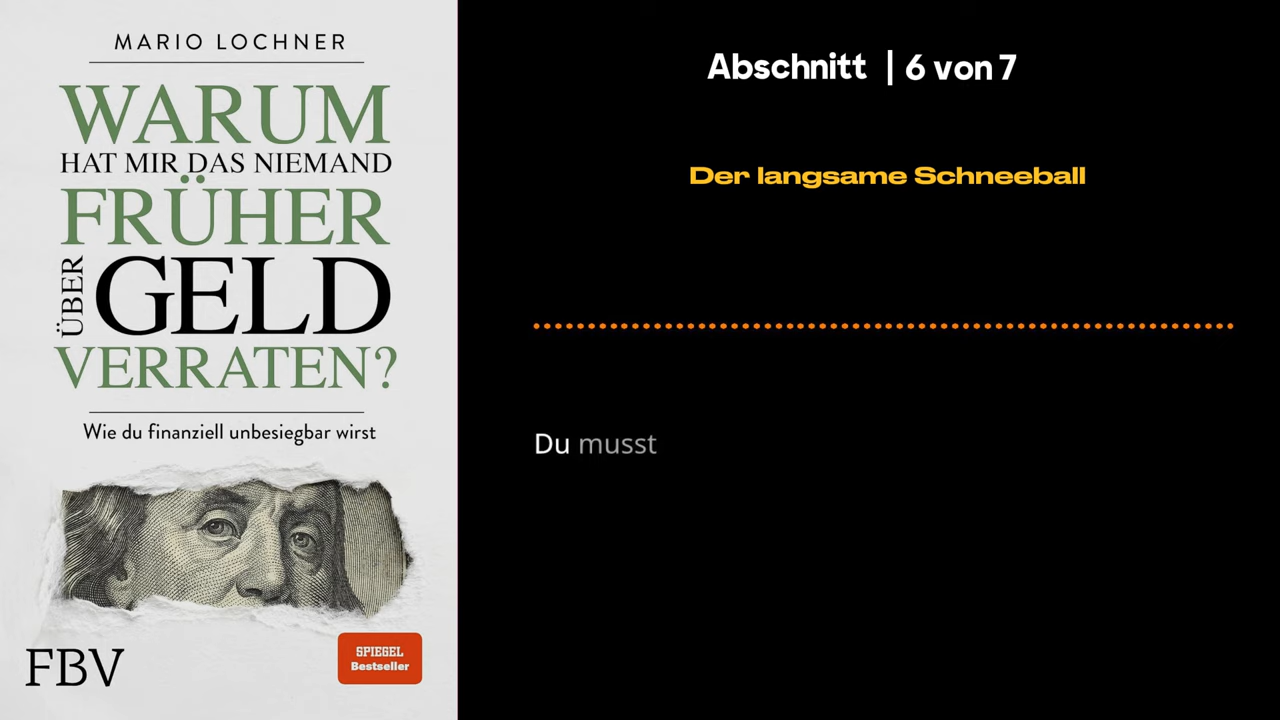 MARIO LOCHNER
WARUM
HAT MIR DAS NIEMAND
FRÜHER
ÜBER GELD
VERRATEN?
Wie du finanziell unbesiegbar wirst
SPIEGEL
Bestseller
FBV
Abschnitt | 6 von 7
Der langsame Schneeball
Du musst